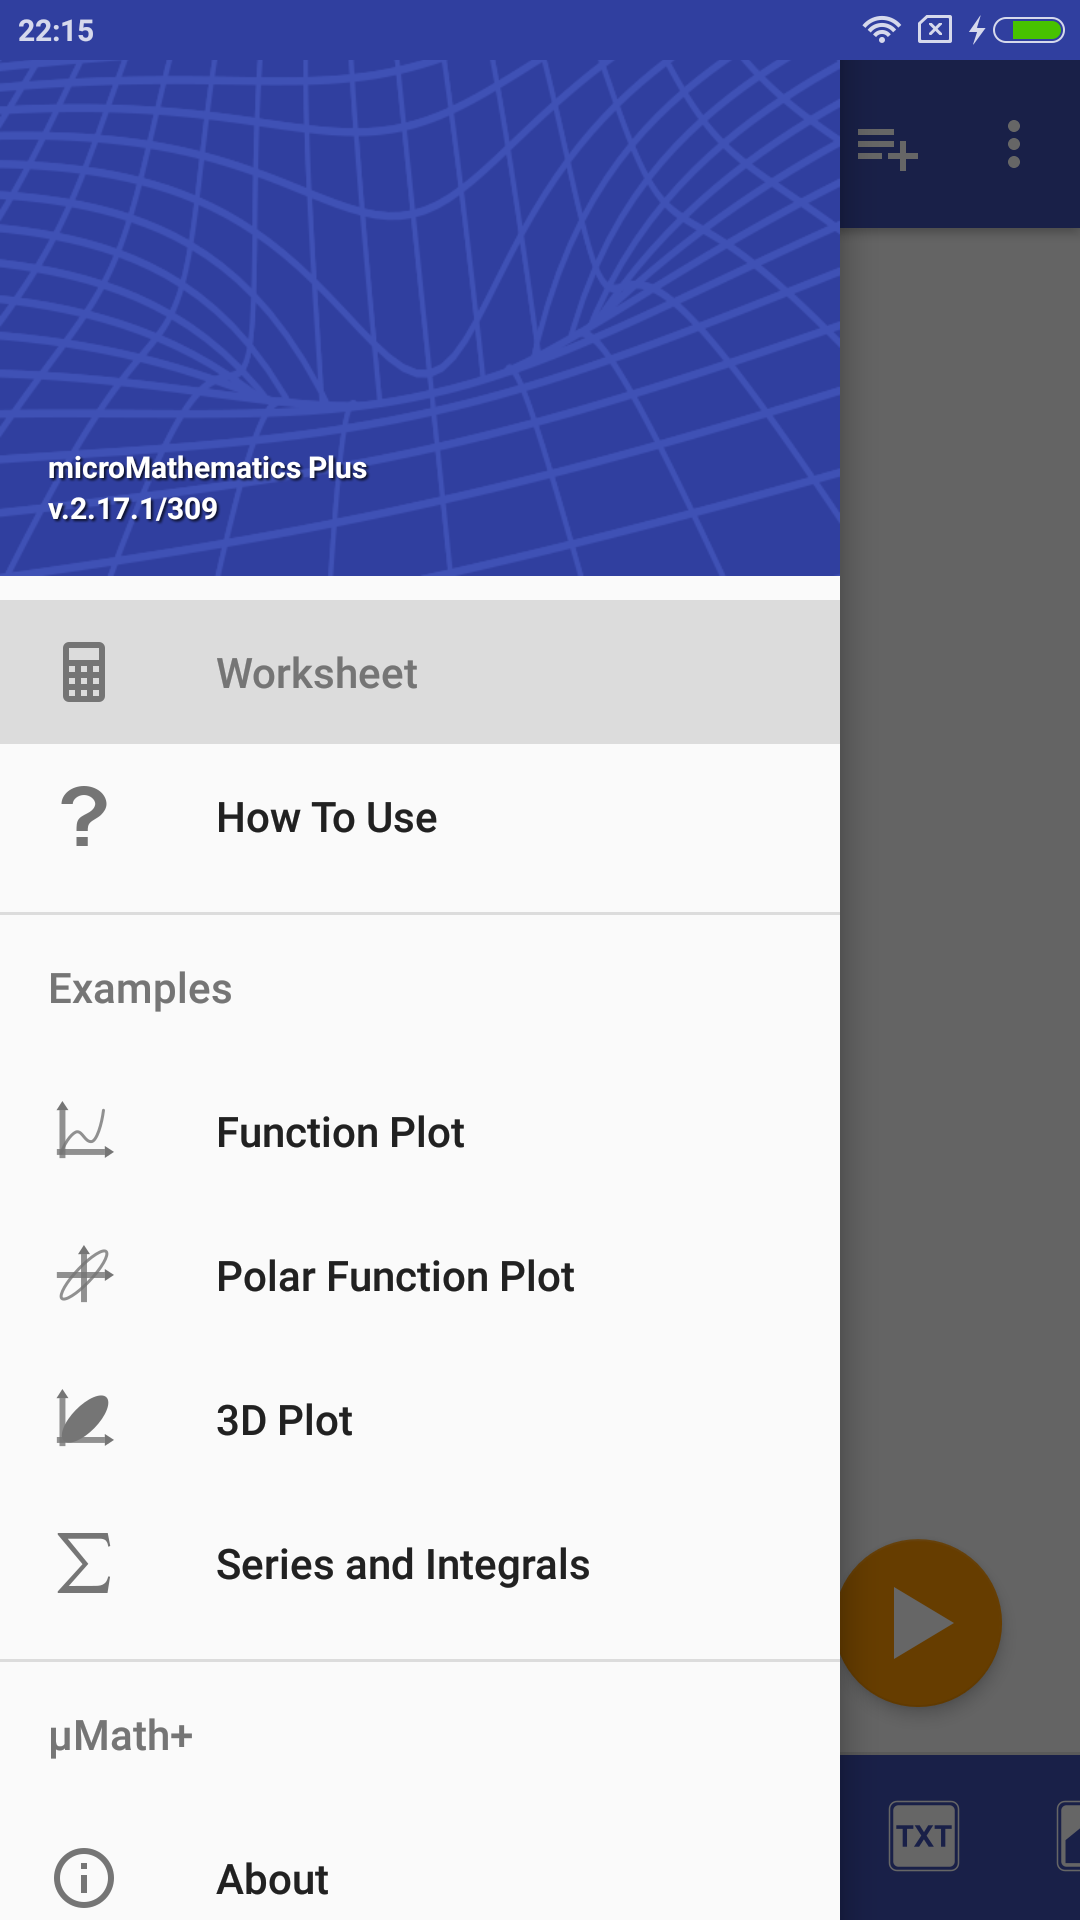 22:15
microMathematics Plus
v.2.17.1/309
Worksheet
How To Use
Examples
Function Plot
Polar Function Plot
3D Plot
Series and Integrals
µMath+
About
TXT